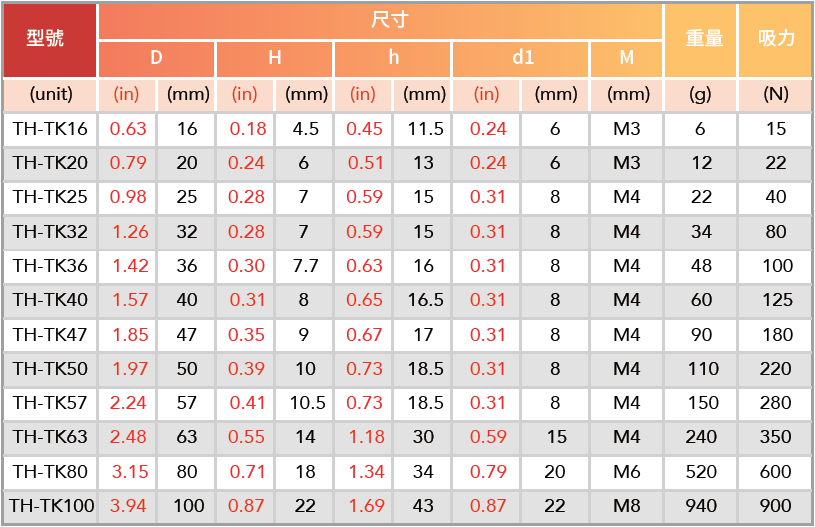 型號 尺寸 重量 吸力
D H h d1 M
(unit) (in) (mm) (in) (mm) (in) (mm) (in) (mm) (mm) (g) (N)
TH-TK16 0.63 16 0.18 4.5 0.45 11.5 0.24 6 M3 6 15
TH-TK20 0.79 20 0.24 6 0.51 13 0.24 6 M3 12 22
TH-TK25 0.98 25 0.28 7 0.59 15 0.31 8 M4 22 40
TH-TK32 1.26 32 0.28 7 0.59 15 0.31 8 M4 34 80
TH-TK36 1.42 36 0.30 7.7 0.63 16 0.31 8 M4 48 100
TH-TK40 1.57 40 0.31 8 0.65 16.5 0.31 8 M4 60 125
TH-TK47 1.85 47 0.35 9 0.67 17 0.31 8 M4 90 180
TH-TK50 1.97 50 0.39 10 0.73 18.5 0.31 8 M4 110 220
TH-TK57 2.24 57 0.41 10.5 0.73 18.5 0.31 8 M4 150 280
TH-TK63 2.48 63 0.55 14 1.18 30 0.59 15 M4 240 350
TH-TK80 3.15 80 0.71 18 1.34 34 0.79 20 M6 520 600
TH-TK100 3.94 100 0.87 22 1.69 43 0.87 22 M8 940 900